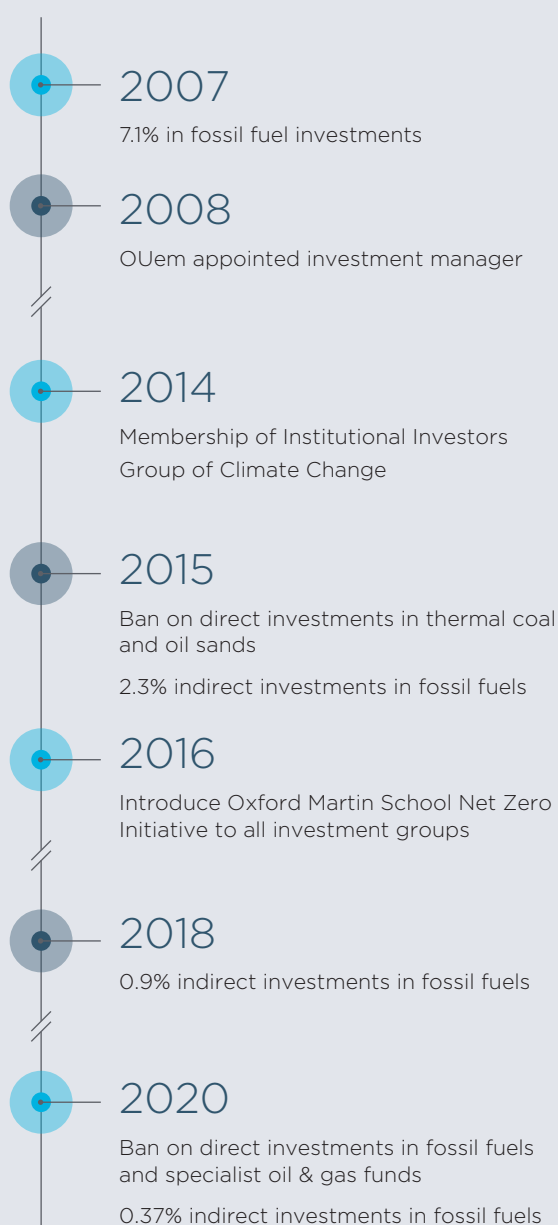 2007
7.1% in fossil fuel investments
2008
OUem appointed investment manager
2014
Membership of Institutional Investors
Group of Climate Change
2015
Ban on direct investments in thermal coal
and oil sands
2.3% indirect investments in fossil fuels
2016
Introduce Oxford Martin School Net Zero
Initiative to all investment groups
2018
0.9% indirect investments in fossil fuels
2020
Ban on direct investments in fossil fuels
and specialist oil & gas funds
0.37% indirect investments in fossil fuels